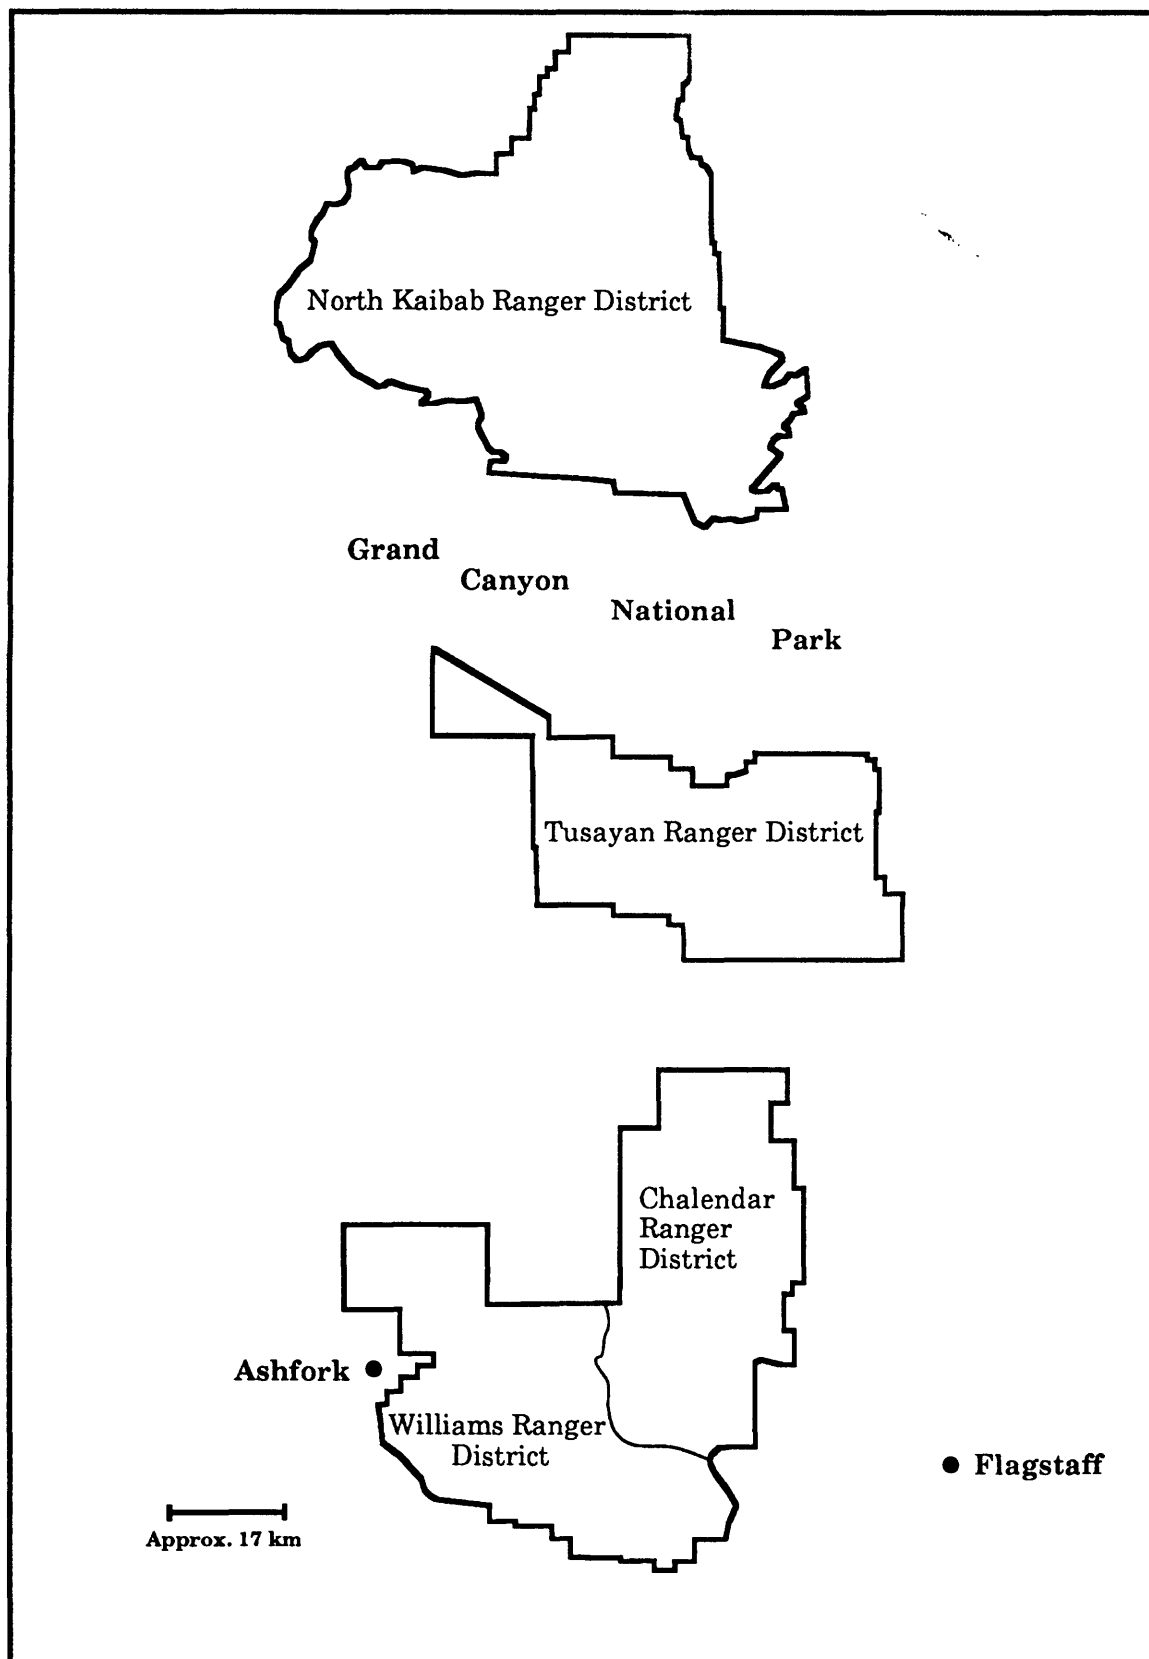 North Kaibab Ranger District
Grand
Canyon
National
Park
Tusayan Ranger District
Chalendar
Ranger
District
Ashfork
Williams Ranger
District
Flagstaff
Approx. 17 km